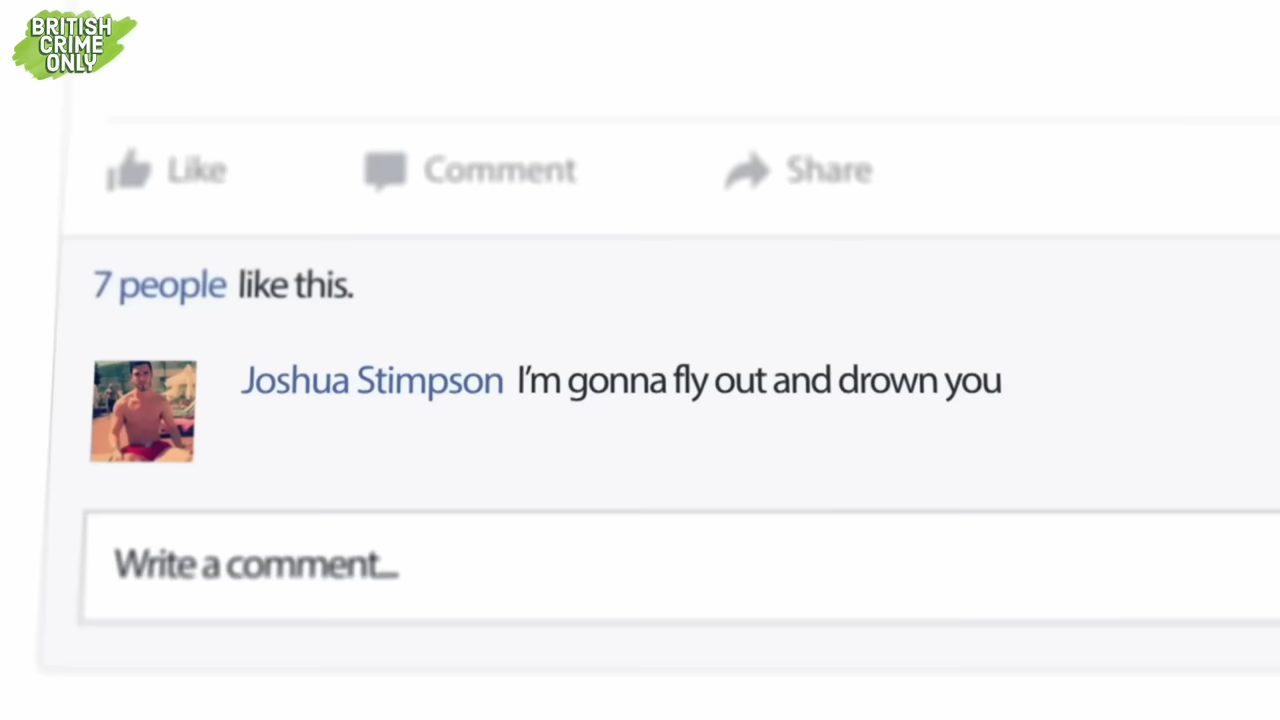 BRITISH
CRIME
ONLY
Like Comment Share
7 people like this.
Joshua Stimpson I'm gonna fly out and drown you
Write a comment...